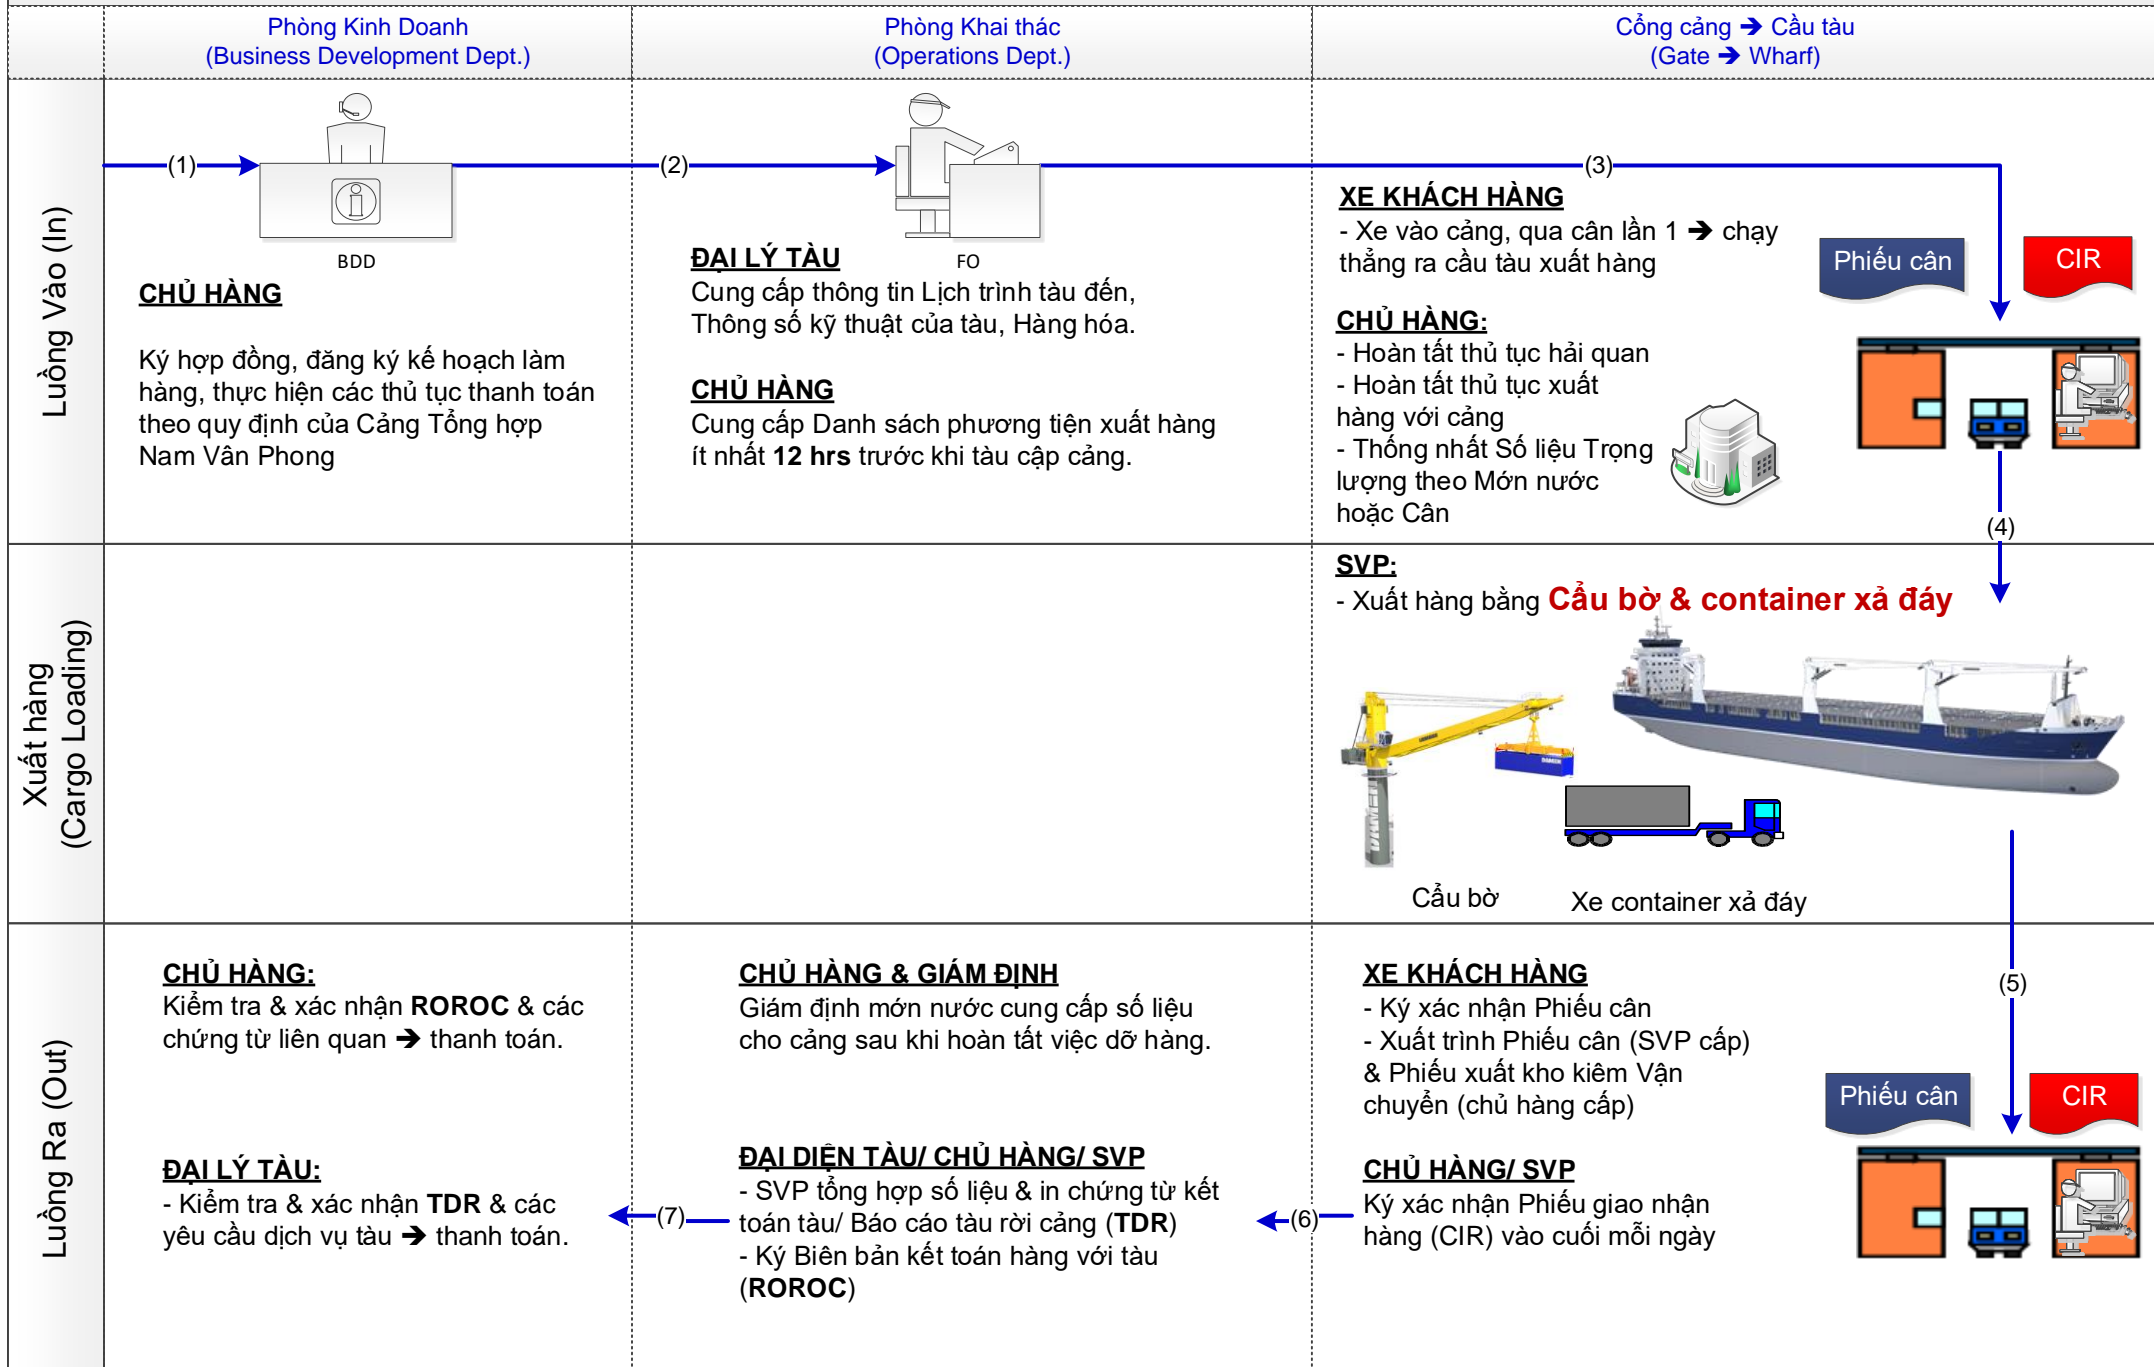 Phòng Kinh Doanh
(Business Development Dept.)
Phòng Khai thác
(Operations Dept.)
Cổng cảng ➔ Cầu tàu
(Gate ➔ Wharf)
Luồng Vào (In)
(1)
BDD
CHỦ HÀNG
Ký hợp đồng, đăng ký kế hoạch làm
hàng, thực hiện các thủ tục thanh toán
theo quy định của Cảng Tổng hợp
Nam Vân Phong
(2)
FO
ĐẠI LÝ TÀU
Cung cấp thông tin Lịch trình tàu đến,
Thông số kỹ thuật của tàu, Hàng hóa.
CHỦ HÀNG
Cung cấp Danh sách phương tiện xuất hàng
ít nhất 12 hrs trước khi tàu cập cảng.
(3)
XE KHÁCH HÀNG
- Xe vào cảng, qua cân lần 1 ➔ chạy
thẳng ra cầu tàu xuất hàng
CHỦ HÀNG:
- Hoàn tất thủ tục hải quan
- Hoàn tất thủ tục xuất
hàng với cảng
- Thống nhất Số liệu Trọng
lượng theo Mớn nước
hoặc Cân
Phiếu cân
CIR
(4)
Xuất hàng
(Cargo Loading)
SVP:
- Xuất hàng bằng Cẩu bờ & container xả đáy
Cẩu bờ
Xe container xả đáy
Luồng Ra (Out)
CHỦ HÀNG:
Kiểm tra & xác nhận ROROC & các
chứng từ liên quan ➔ thanh toán.
ĐẠI LÝ TÀU:
- Kiểm tra & xác nhận TDR & các
yêu cầu dịch vụ tàu ➔ thanh toán.
(7)
CHỦ HÀNG & GIÁM ĐỊNH
Giám định mớn nước cung cấp số liệu
cho cảng sau khi hoàn tất việc dỡ hàng.
ĐẠI DIỆN TÀU/ CHỦ HÀNG/ SVP
- SVP tổng hợp số liệu & in chứng từ kết
toán tàu/ Báo cáo tàu rời cảng (TDR)
- Ký Biên bản kết toán hàng với tàu
(ROROC)
(6)
XE KHÁCH HÀNG
- Ký xác nhận Phiếu cân
- Xuất trình Phiếu cân (SVP cấp)
& Phiếu xuất kho kiêm Vận
chuyển (chủ hàng cấp)
CHỦ HÀNG/ SVP
Ký xác nhận Phiếu giao nhận
hàng (CIR) vào cuối mỗi ngày
(5)
Phiếu cân
CIR